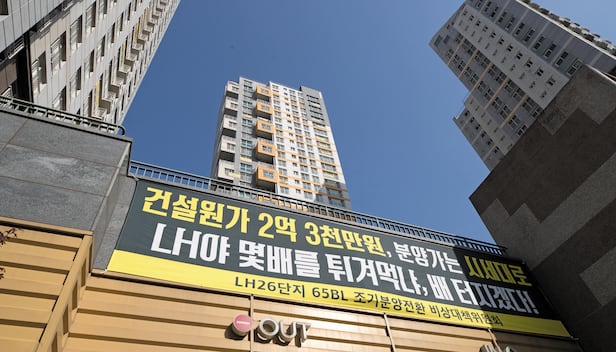 건설원가 2억 3천만원, 분양가는 시세대로
LH야 몇배를 튀겨먹냐, 배 터지겠다!
LH26단지 65BL 조기분양전환 비상대책위원회
OUT